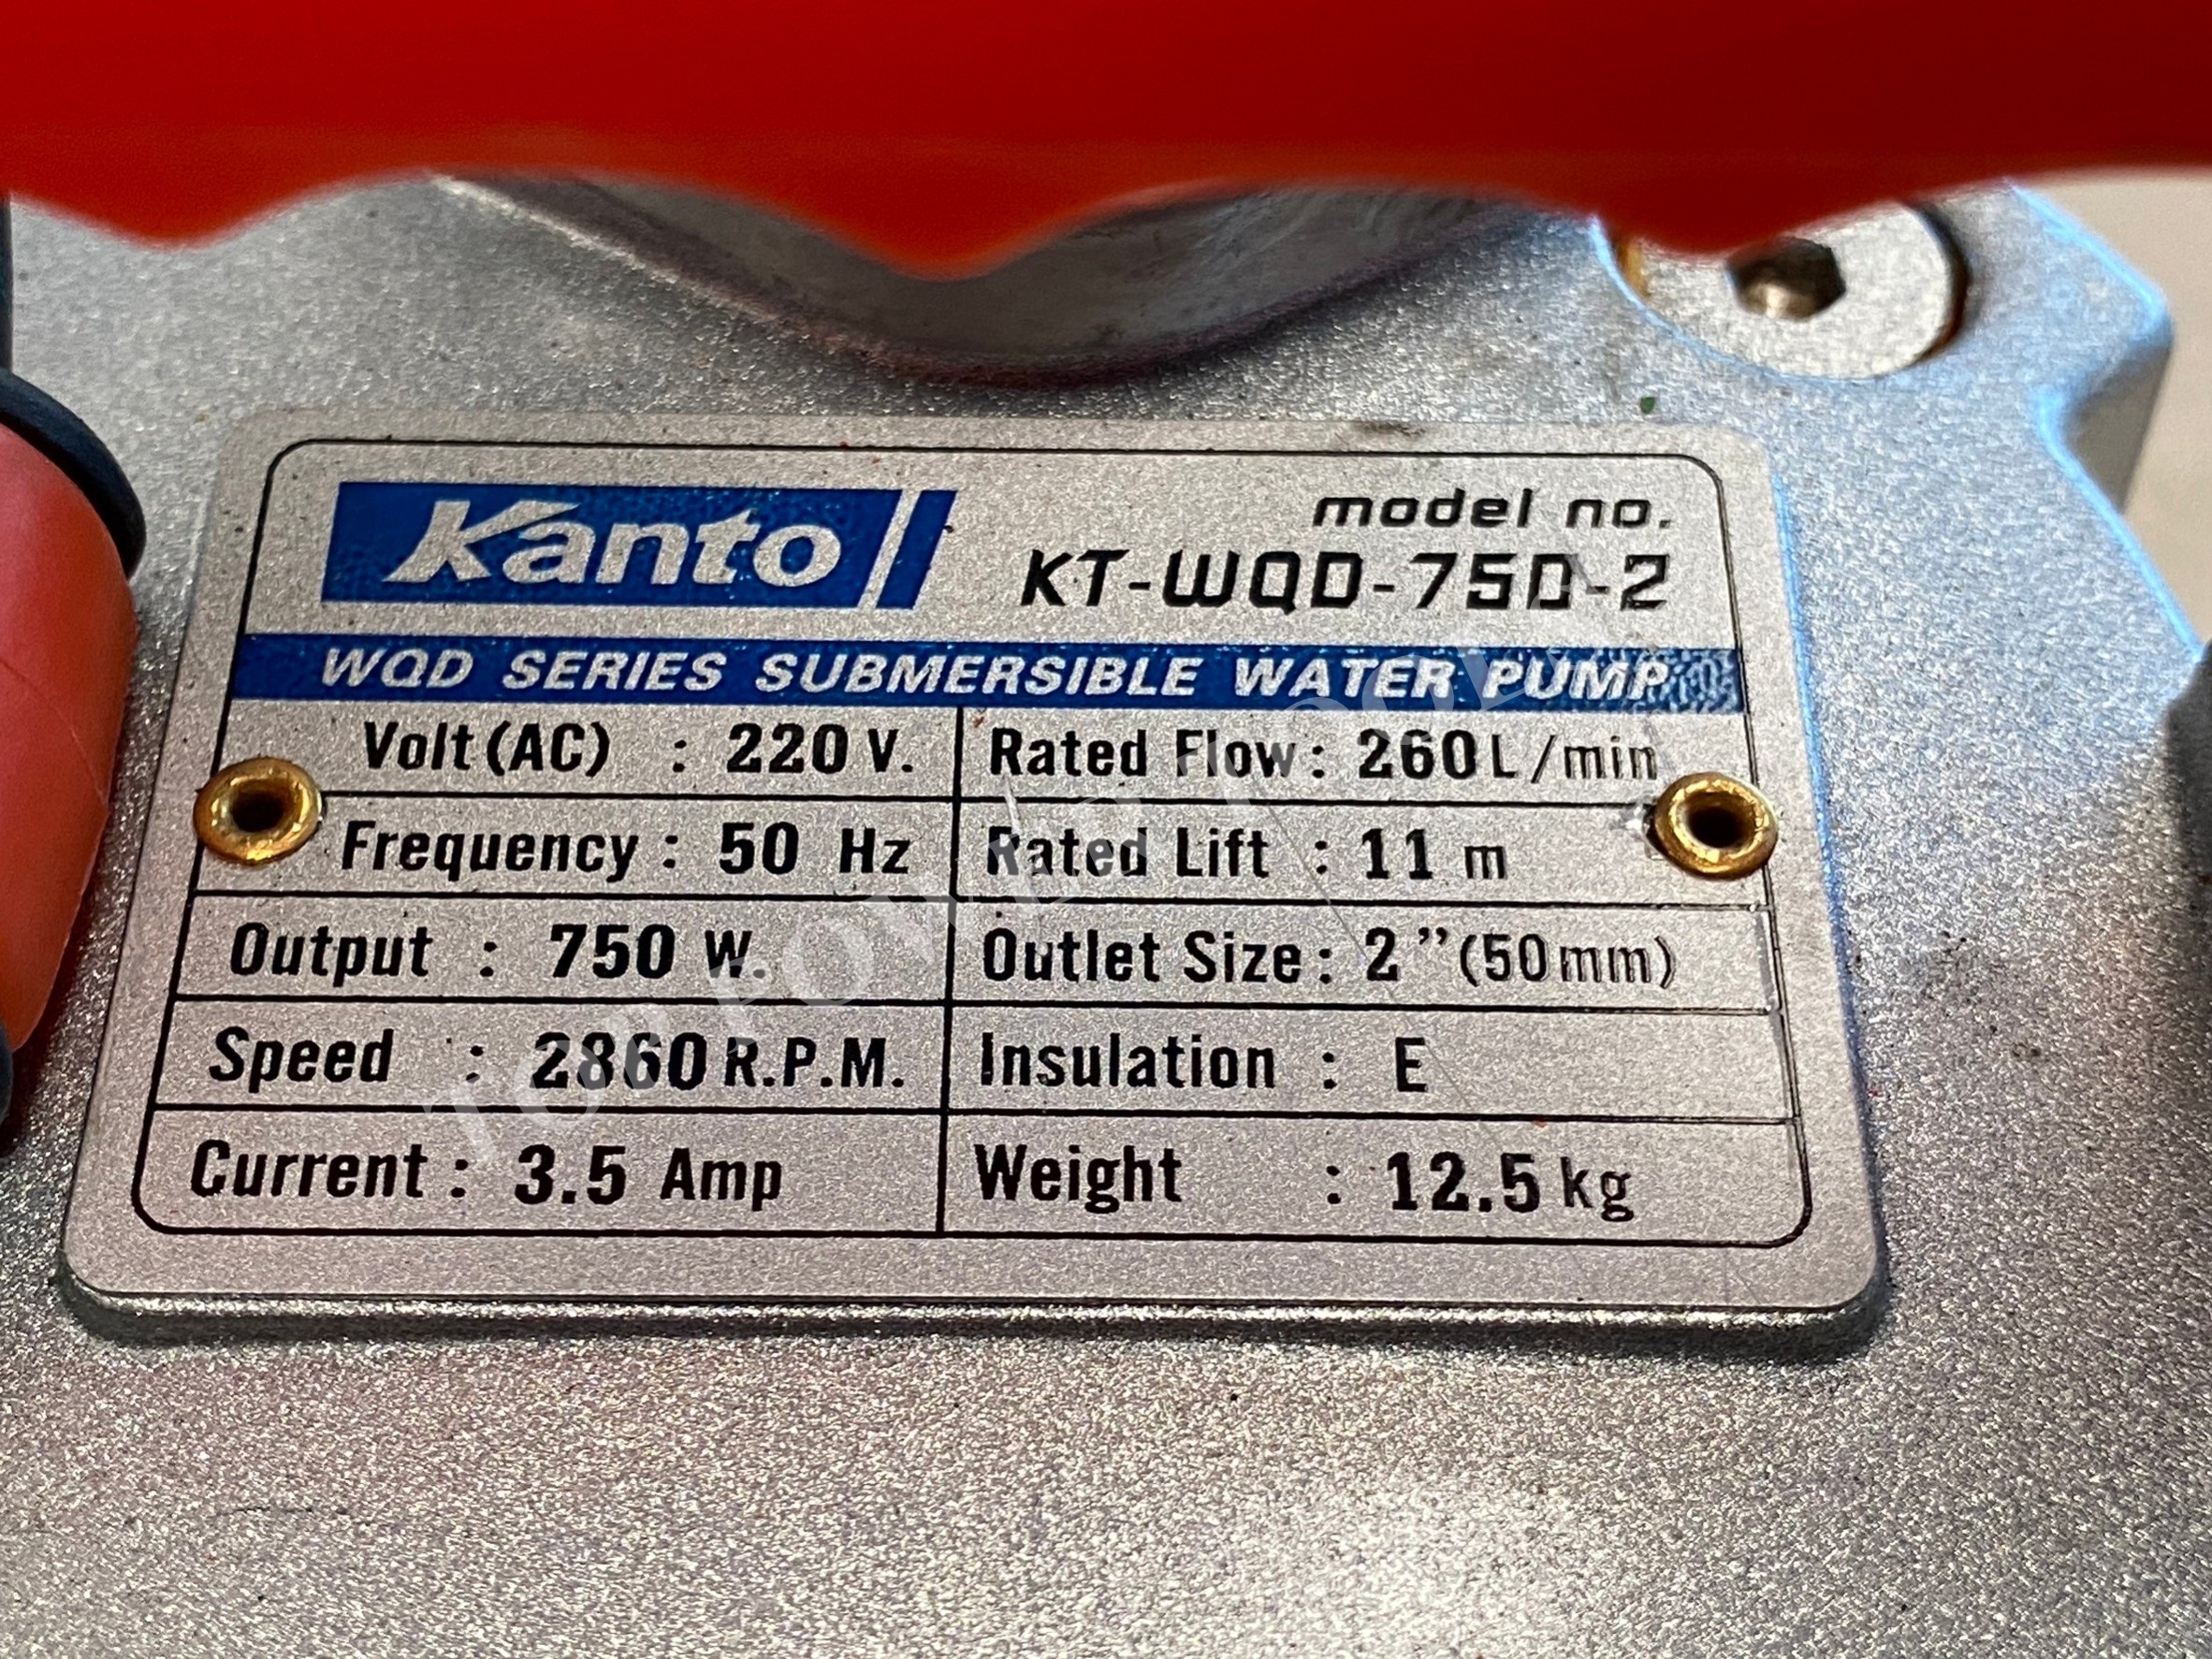 Kanto
model no.
KT-WQD-750-2
WQD SERIES SUBMERSIBLE WATER PUMP
Volt (AC) : 220 V. Rated Flow : 260 L/min
Frequency : 50 Hz Rated Lift : 11 m
Output : 750 W Outlet Size : 2" (50mm)
Speed : 2860 R.P.M. Insulation : E
Current : 3.5 Amp Weight : 12.5 kg